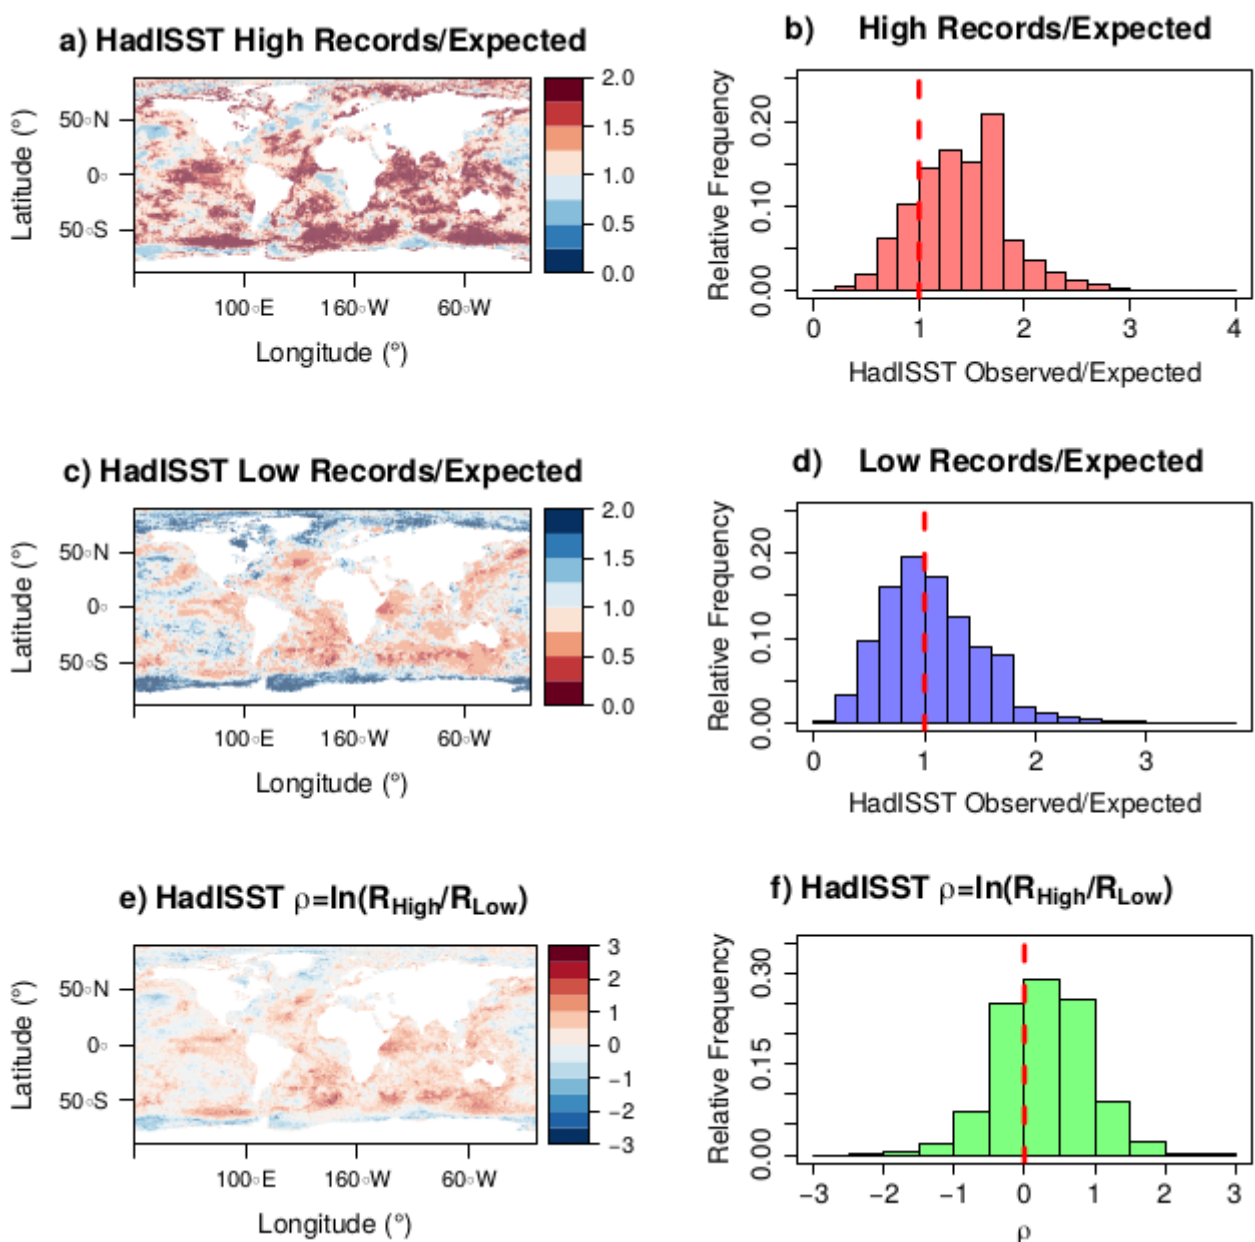 a) HadISST High Records/Expected
2.0
1.5
1.0
0.5
0.0
50°N
0°
50°S
Latitude (°)
100°E 160°W 60°W
Longitude (°)
b) High Records/Expected
Relative Frequency
0.20
0.10
0.00
0 1 2 3 4
HadISST Observed/Expected
c) HadISST Low Records/Expected
2.0
1.5
1.0
0.5
0.0
50°N
0°
50°S
Latitude (°)
100°E 160°W 60°W
Longitude (°)
d) Low Records/Expected
Relative Frequency
0.20
0.10
0.00
0 1 2 3
HadISST Observed/Expected
e) HadISST ρ=ln(RHigh/RLow)
3
2
1
0
−1
−2
−3
50°N
0°
50°S
Latitude (°)
100°E 160°W 60°W
Longitude (°)
f) HadISST ρ=ln(RHigh/RLow)
Relative Frequency
0.30
0.15
0.00
−3 −2 −1 0 1 2 3
ρ